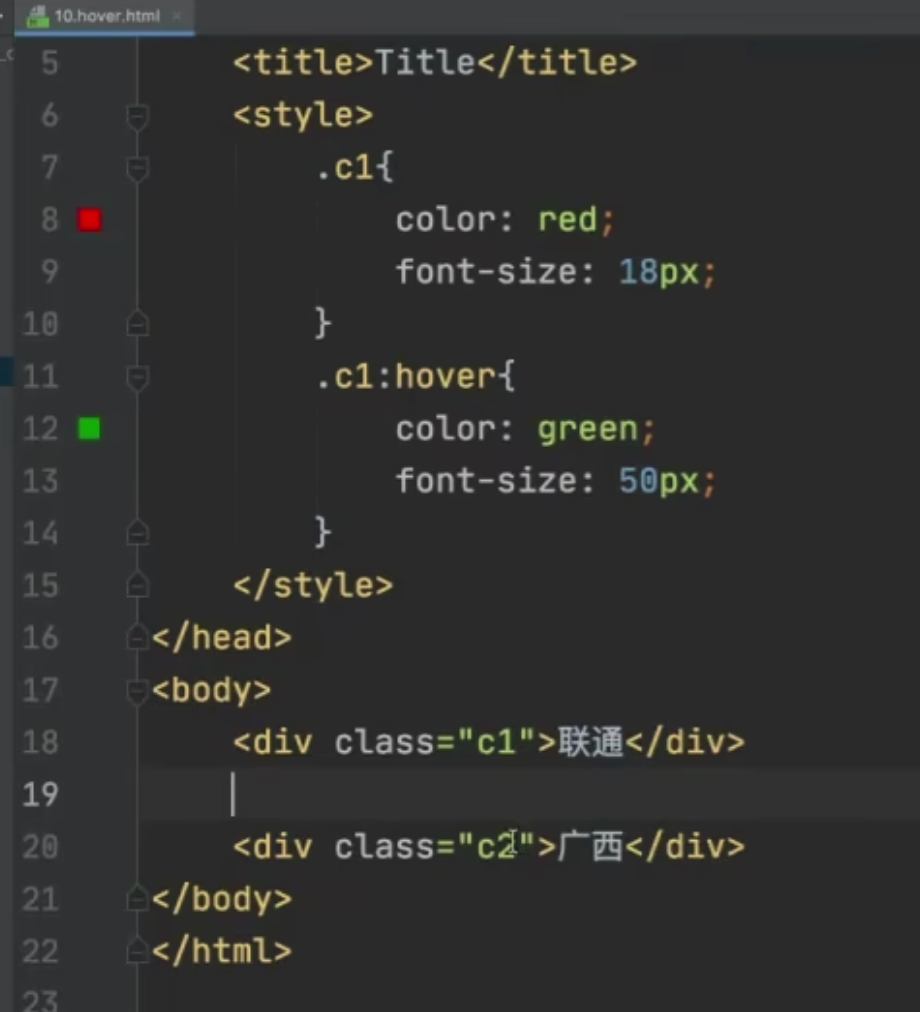 10.hover.html
5 <title>Title</title>
6 <style>
7 .c1{
8 color: red;
9 font-size: 18px;
10 }
11 .c1:hover{
12 color: green;
13 font-size: 50px;
14 }
15 </style>
16 </head>
17 <body>
18 <div class="c1">联通</div>
19
20 <div class="c2">广西</div>
21 </body>
22 </html>
23